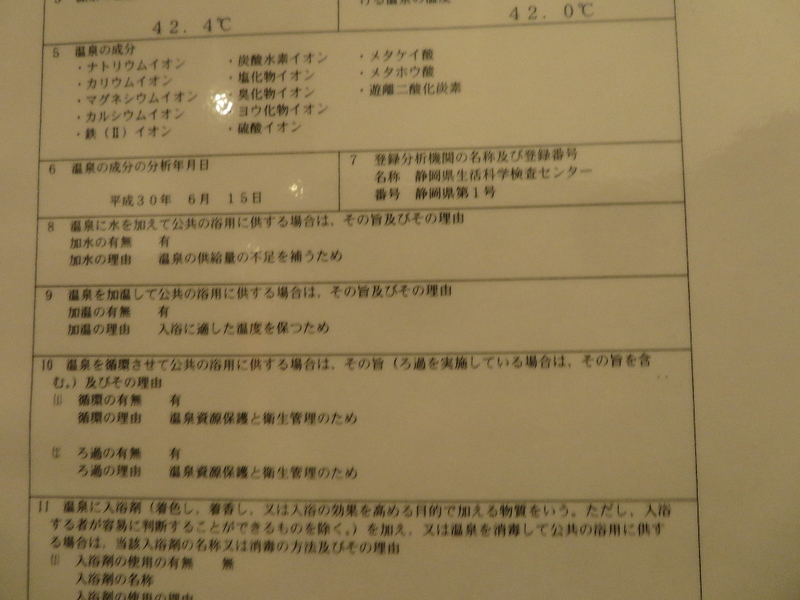 42.4℃
ける温泉の温度
42.0℃
5 温泉の成分
・ナトリウムイオン ・炭酸水素イオン ・メタケイ酸
・カリウムイオン ・塩化物イオン ・メタホウ酸
・マグネシウムイオン ・臭化物イオン ・遊離二酸化炭素
・カルシウムイオン ・ヨウ化物イオン
・鉄(Ⅱ)イオン ・硫酸イオン
6 温泉の成分の分析年月日
平成30年 6月 15日
7 登録分析機関の名称及び登録番号
名称 静岡県生活科学検査センター
番号 静岡県第1号
8 温泉に水を加えて公共の浴用に供する場合は、その旨及びその理由
加水の有無 有
加水の理由 温泉の供給量の不足を補うため
9 温泉を加温して公共の浴用に供する場合は、その旨及びその理由
加温の有無 有
加温の理由 入浴に適した温度を保つため
10 温泉を循環させて公共の浴用に供する場合は、その旨(ろ過を実施している場合は、その旨を含
む。)及びその理由
(1) 循環の有無 有
循環の理由 温泉資源保護と衛生管理のため
(2) ろ過の有無 有
ろ過の理由 温泉資源保護と衛生管理のため
11 温泉に入浴剤(着色し、着香し、又は入浴の効果を高める目的で加える物質をいう。ただし、入浴
する者が容易に判断することができるものを除く。)を加え、又は温泉を消毒して公共の浴用に供す
る場合は、当該入浴剤の名称又は消毒の方法及びその理由
(1) 入浴剤の使用の有無 無
入浴剤の名称
入浴剤の使用の理由